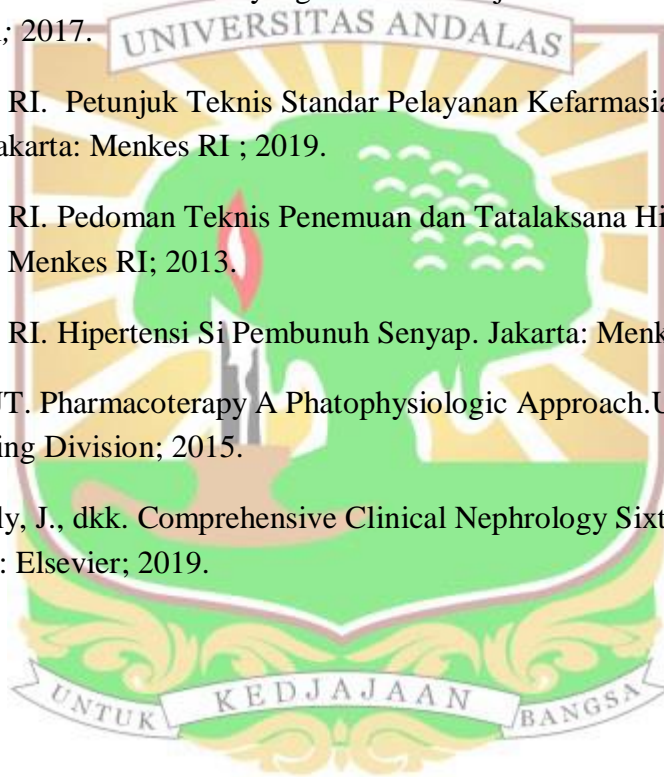 ; 2017.
UNIVERSITAS ANDALAS
RI. Petunjuk Teknis Standar Pelayanan Kefarmasia
akarta: Menkes RI ; 2019.
RI. Pedoman Teknis Penemuan dan Tatalaksana Hi
Menkes RI; 2013.
RI. Hipertensi Si Pembunuh Senyap. Jakarta: Menk
JT. Pharmacoterapy A Phatophysiologic Approach.U
ing Division; 2015.
ly, J., dkk. Comprehensive Clinical Nephrology Sixt
: Elsevier; 2019.
UNTUK KEDJAJAAN BANGSA